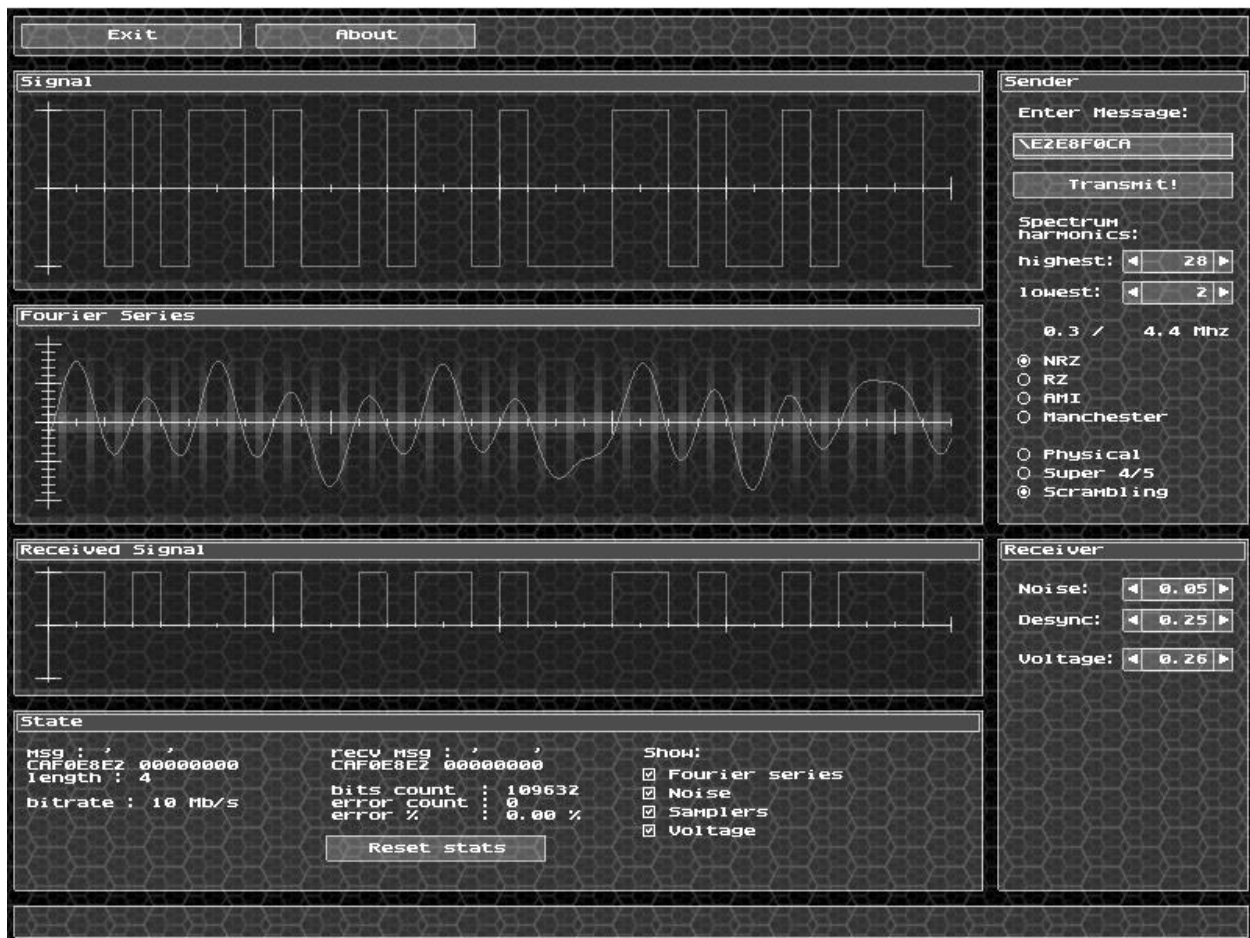 Exit
About
Signal
Fourier Series
Received Signal
State
msg : '    '
CAF0E8E2 00000000
length : 4
bitrate : 10 Mb/s
recv msg : '    '
CAF0E8E2 00000000
bits count : 109632
error count : 0
error % : 0.00 %
Reset stats
Show:
Fourier series
Noise
Samplers
Voltage
Sender
Enter Message:
\E2E8F0CA
Transmit!
Spectrum
harmonics:
highest: 28
lowest: 2
0.3 / 4.4 Mhz
NRZ
RZ
AMI
Manchester
Physical
Super 4/5
Scrambling
Receiver
Noise: 0.05
Desync: 0.25
Voltage: 0.26